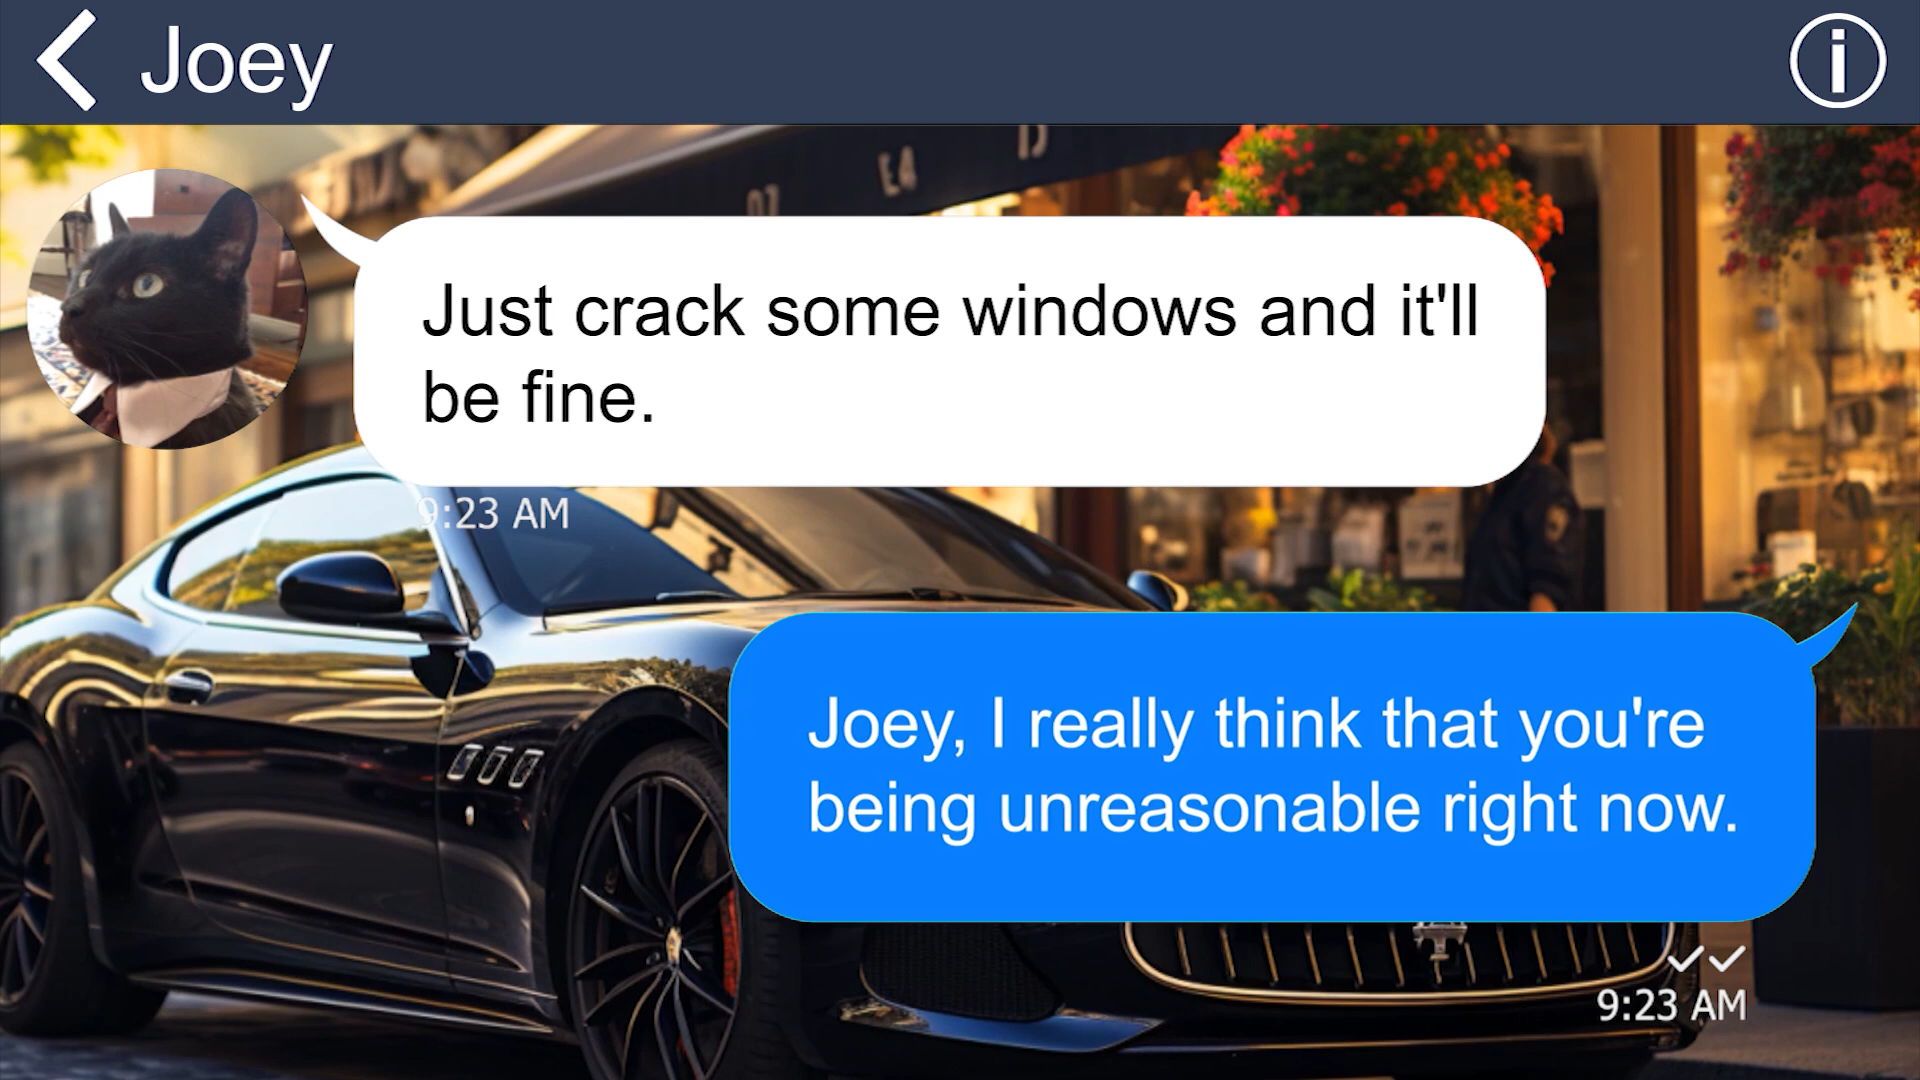 Joey
E4
Just crack some windows and it'll
be fine.
9:23 AM
Joey, I really think that you're
being unreasonable right now.
9:23 AM